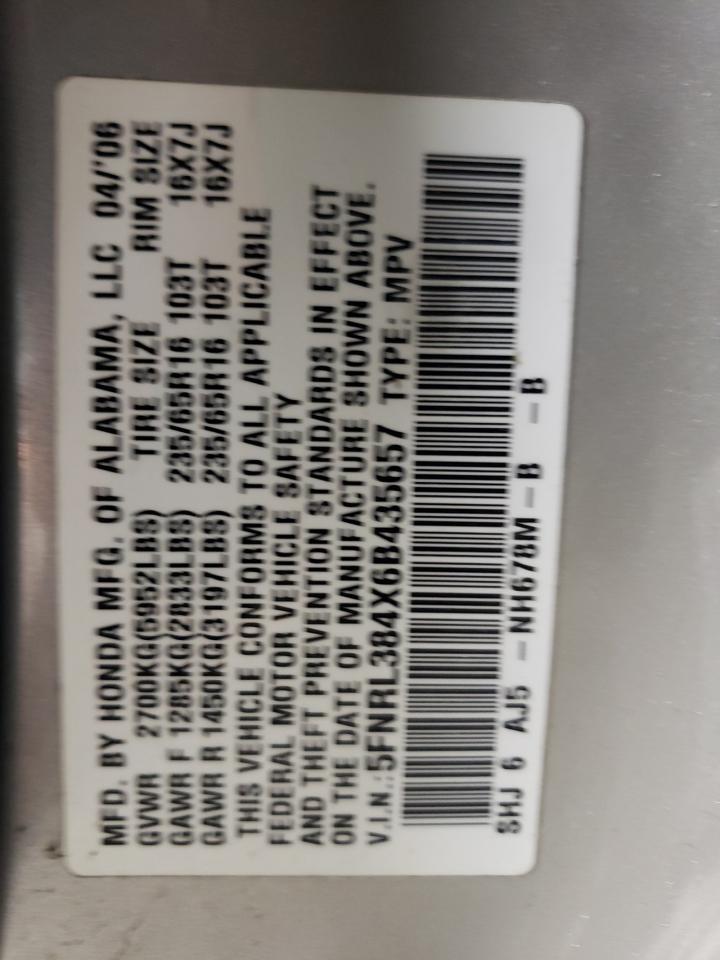 MFD. BY HONDA MFG. OF ALABAMA, LLC 04/'06
GVWR 2700KG(5952LBS) TIRE SIZE RIM SIZE
GAWR F 1285KG(2833LBS) 235/65R16 103T 16X7J
GAWR R 1450KG(3197LBS) 235/65R16 103T 16X7J
THIS VEHICLE CONFORMS TO ALL APPLICABLE
FEDERAL MOTOR VEHICLE SAFETY
AND THEFT PREVENTION STANDARDS IN EFFECT
ON THE DATE OF MANUFACTURE SHOWN ABOVE.
V.I.N.:5FNRL384X6B435657 TYPE: MPV
SHJ 6 AJ5 -NH678M-B -B